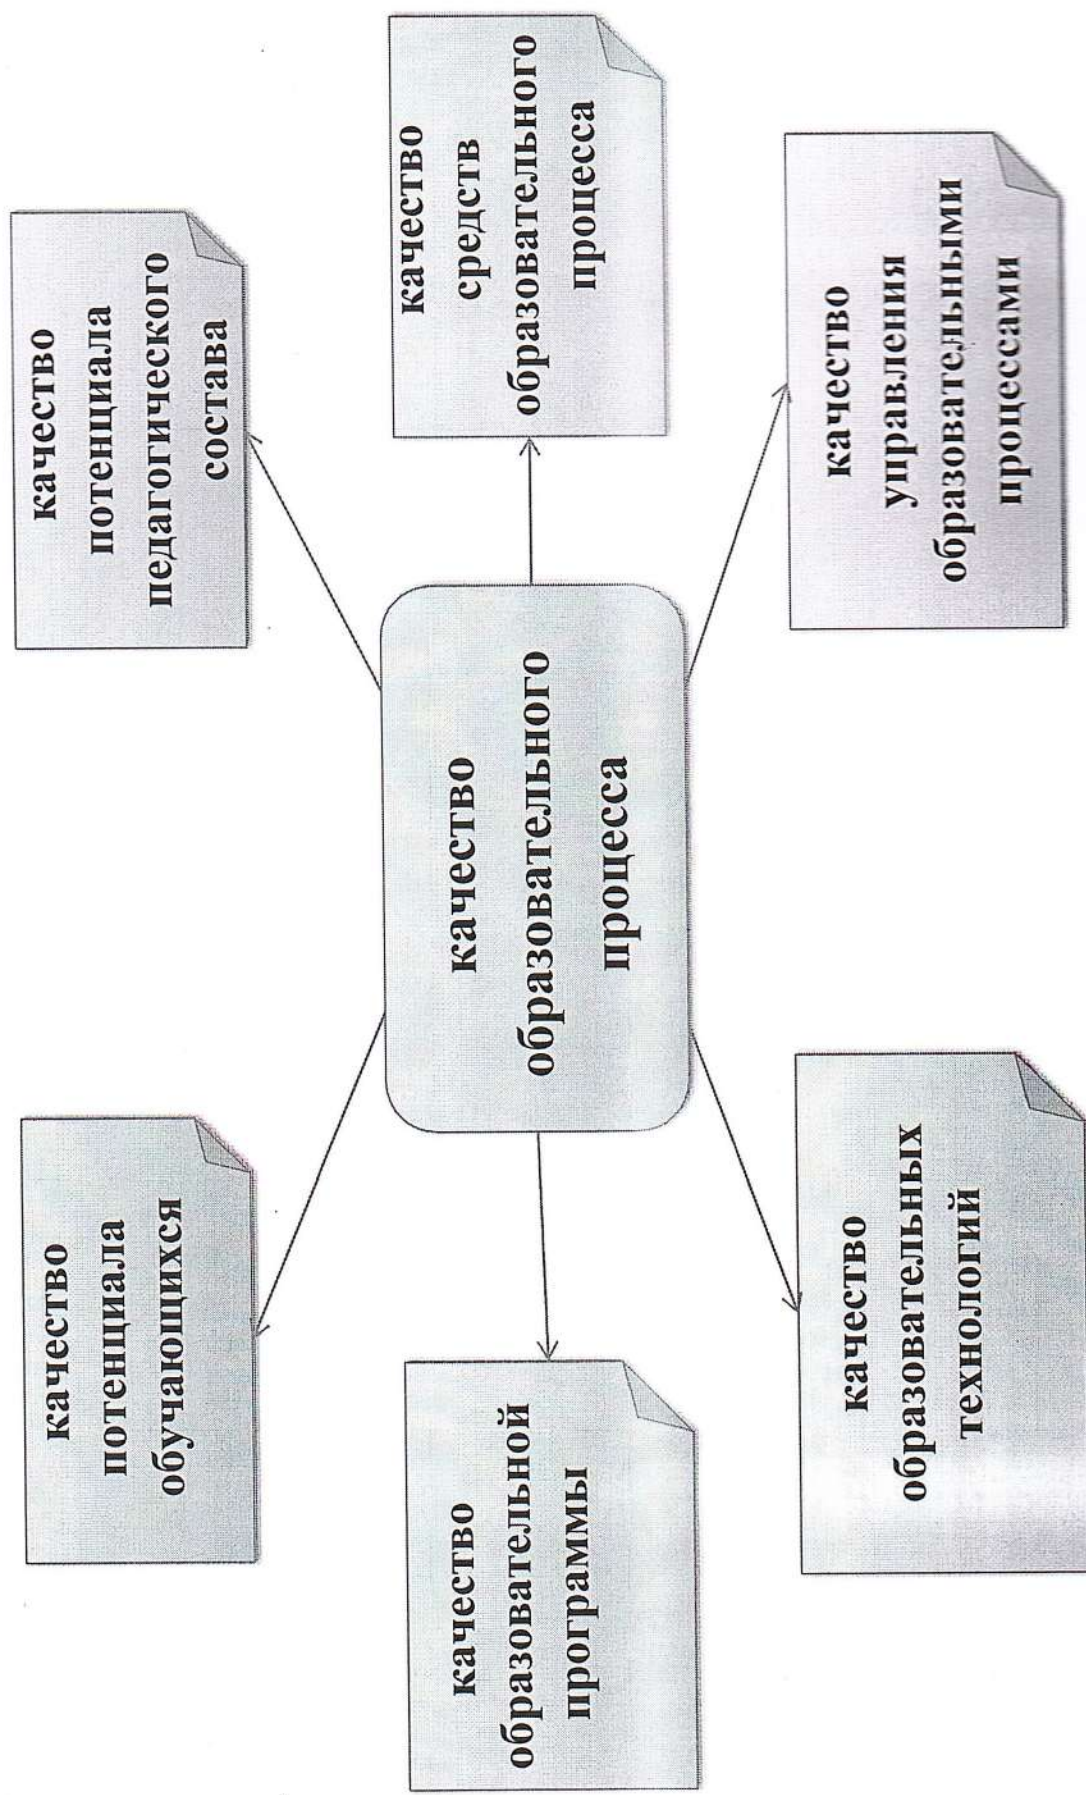 качество
потенциала
обучающихся
качество
потенциала
педагогического
состава
качество
образовательной
программы
качество
образовательного
процесса
качество
средств
образовательного
процесса
качество
образовательных
технологий
качество
управления
образовательными
процессами